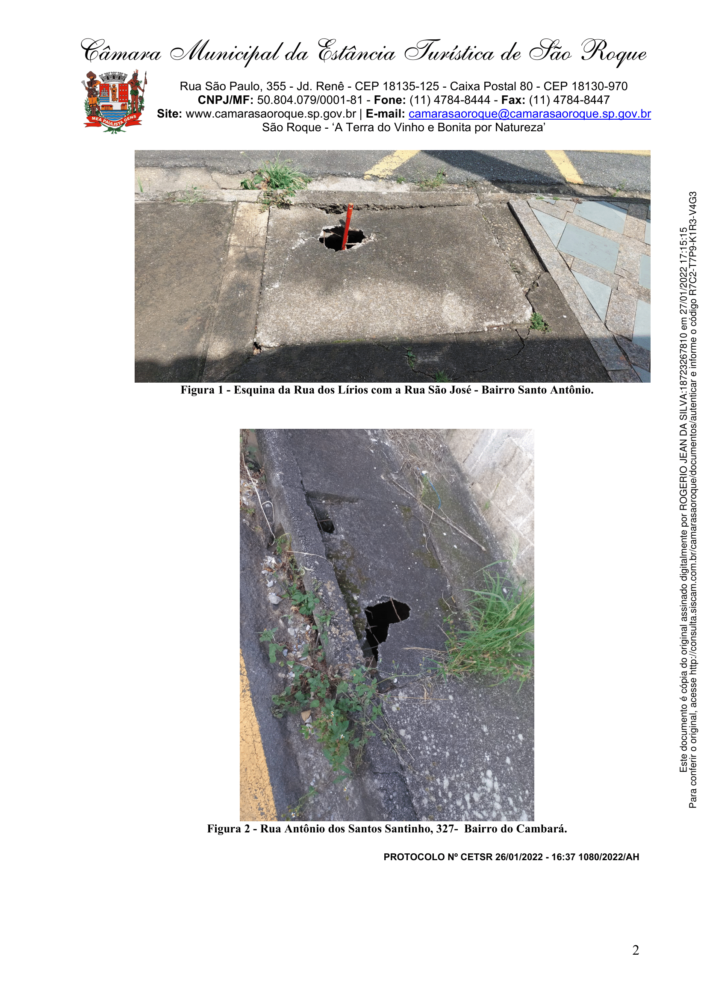 Câmara Municipal da Estância Turística de São Roque
Rua São Paulo, 355 - Jd. Renê - CEP 18135-125 - Caixa Postal 80 - CEP 18130-970
CNPJ/MF: 50.804.079/0001-81 - Fone: (11) 4784-8444 - Fax: (11) 4784-8447
Site: www.camarasaoroque.sp.gov.br | E-mail: camarasaoroque@camarasaoroque.sp.gov.br
São Roque - ‘A Terra do Vinho e Bonita por Natureza’
MEA PAULISTA GENS
Figura 1 - Esquina da Rua dos Lírios com a Rua São José - Bairro Santo Antônio.
Figura 2 - Rua Antônio dos Santos Santinho, 327-  Bairro do Cambará.
PROTOCOLO Nº CETSR 26/01/2022 - 16:37 1080/2022/AH
2
Este documento é cópia do original assinado digitalmente por ROGERIO JEAN DA SILVA:18723267810 em 27/01/2022 17:15:15
Para conferir o original, acesse http://consulta.siscam.com.br/camarasaoroque/documentos/autenticar e informe o código R7C2-T7P9-K1R3-V4G3